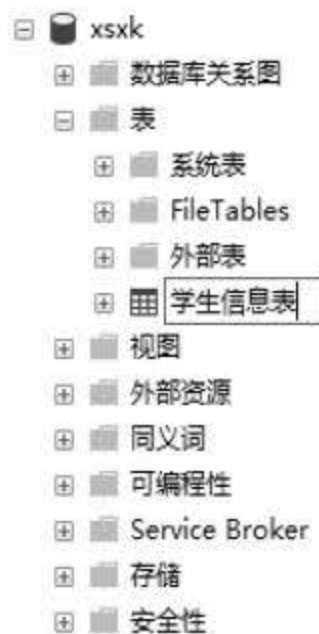 xsxk
数据库关系图
表
系统表
FileTables
外部表
学生信息表
视图
外部资源
同义词
可编程性
Service Broker
存储
安全性